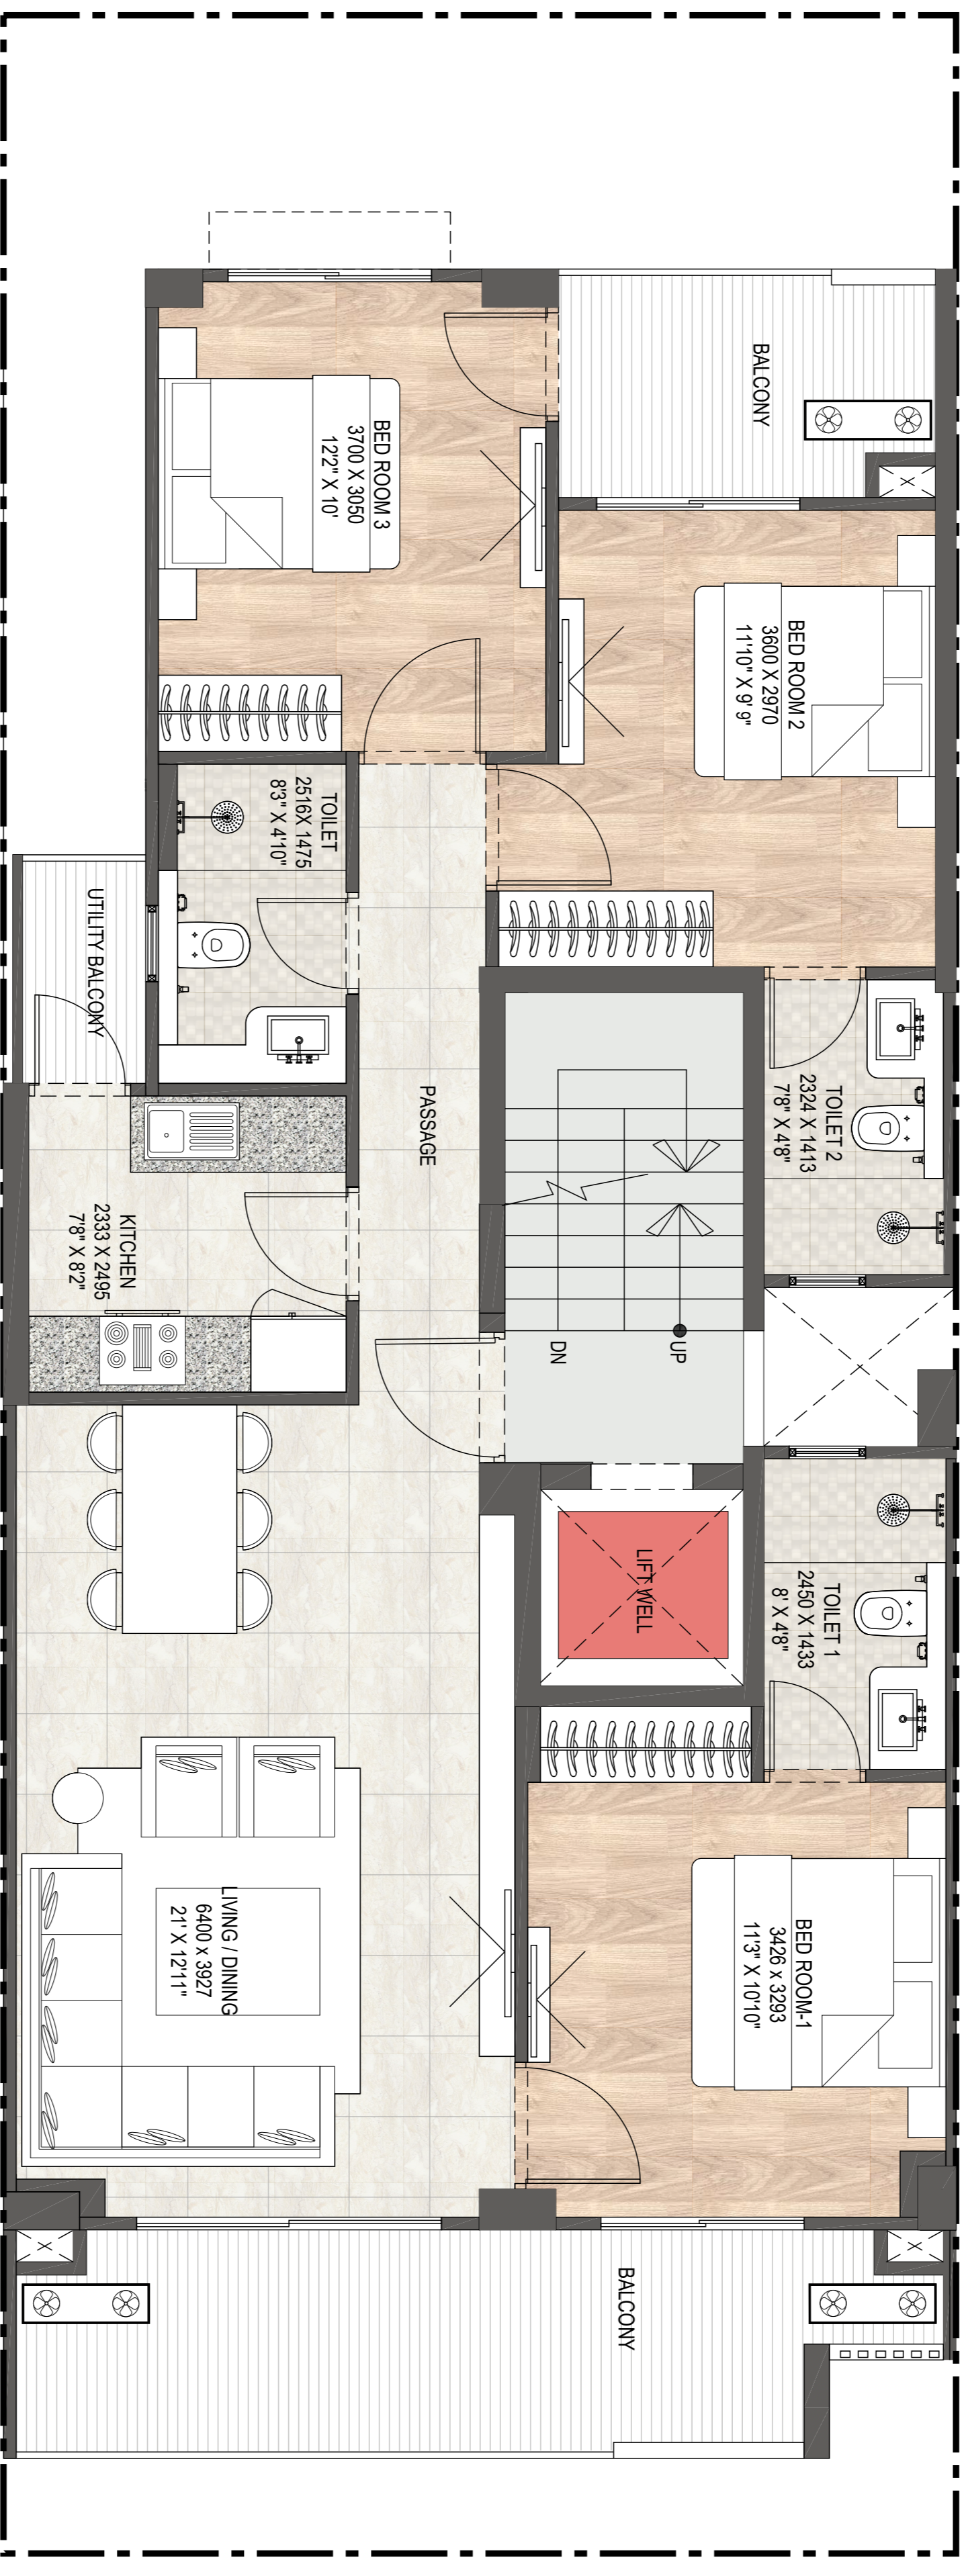 BALCONY
BED ROOM 3
3700 X 3050
12'2" X 10'
X
BED ROOM 2
3600 X 2970
11'10" X 9' 9"
TOILET
2516X 1475
8'3" X 4'10"
UTILITY BALCONY
PASSAGE
TOILET 2
2324 X 1413
7'8" X 4'8"
KITCHEN
2333 X 2495
7'8" X 8'2"
DN
UP
LIFT WELL
TOILET 1
2450 X 1433
8' X 4'8"
LIVING / DINING
6400 x 3927
21' X 12'11"
BED ROOM-1
3426 x 3293
11'3" X 10'10"
X
X
BALCONY